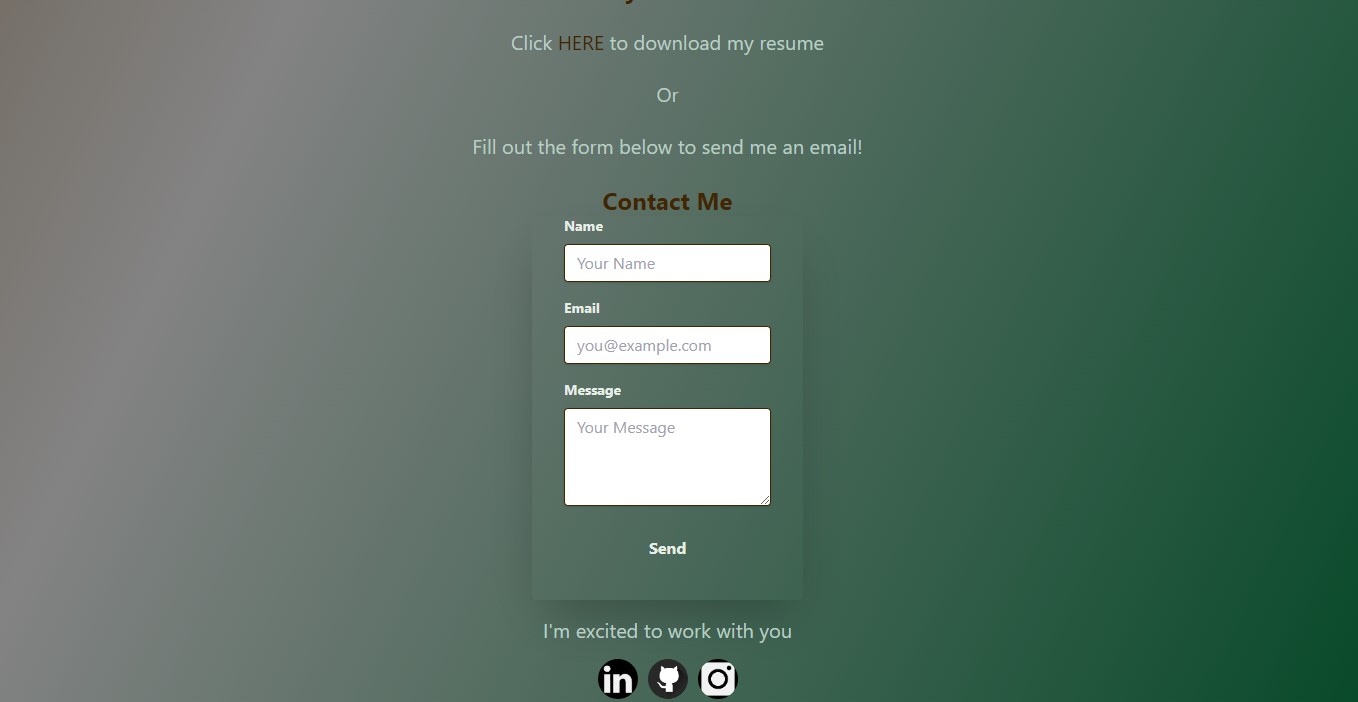 Click HERE to download my resume
Or
Fill out the form below to send me an email!
Contact Me
Name
Your Name
Email
you@example.com
Message
Your Message
Send
I'm excited to work with you
in